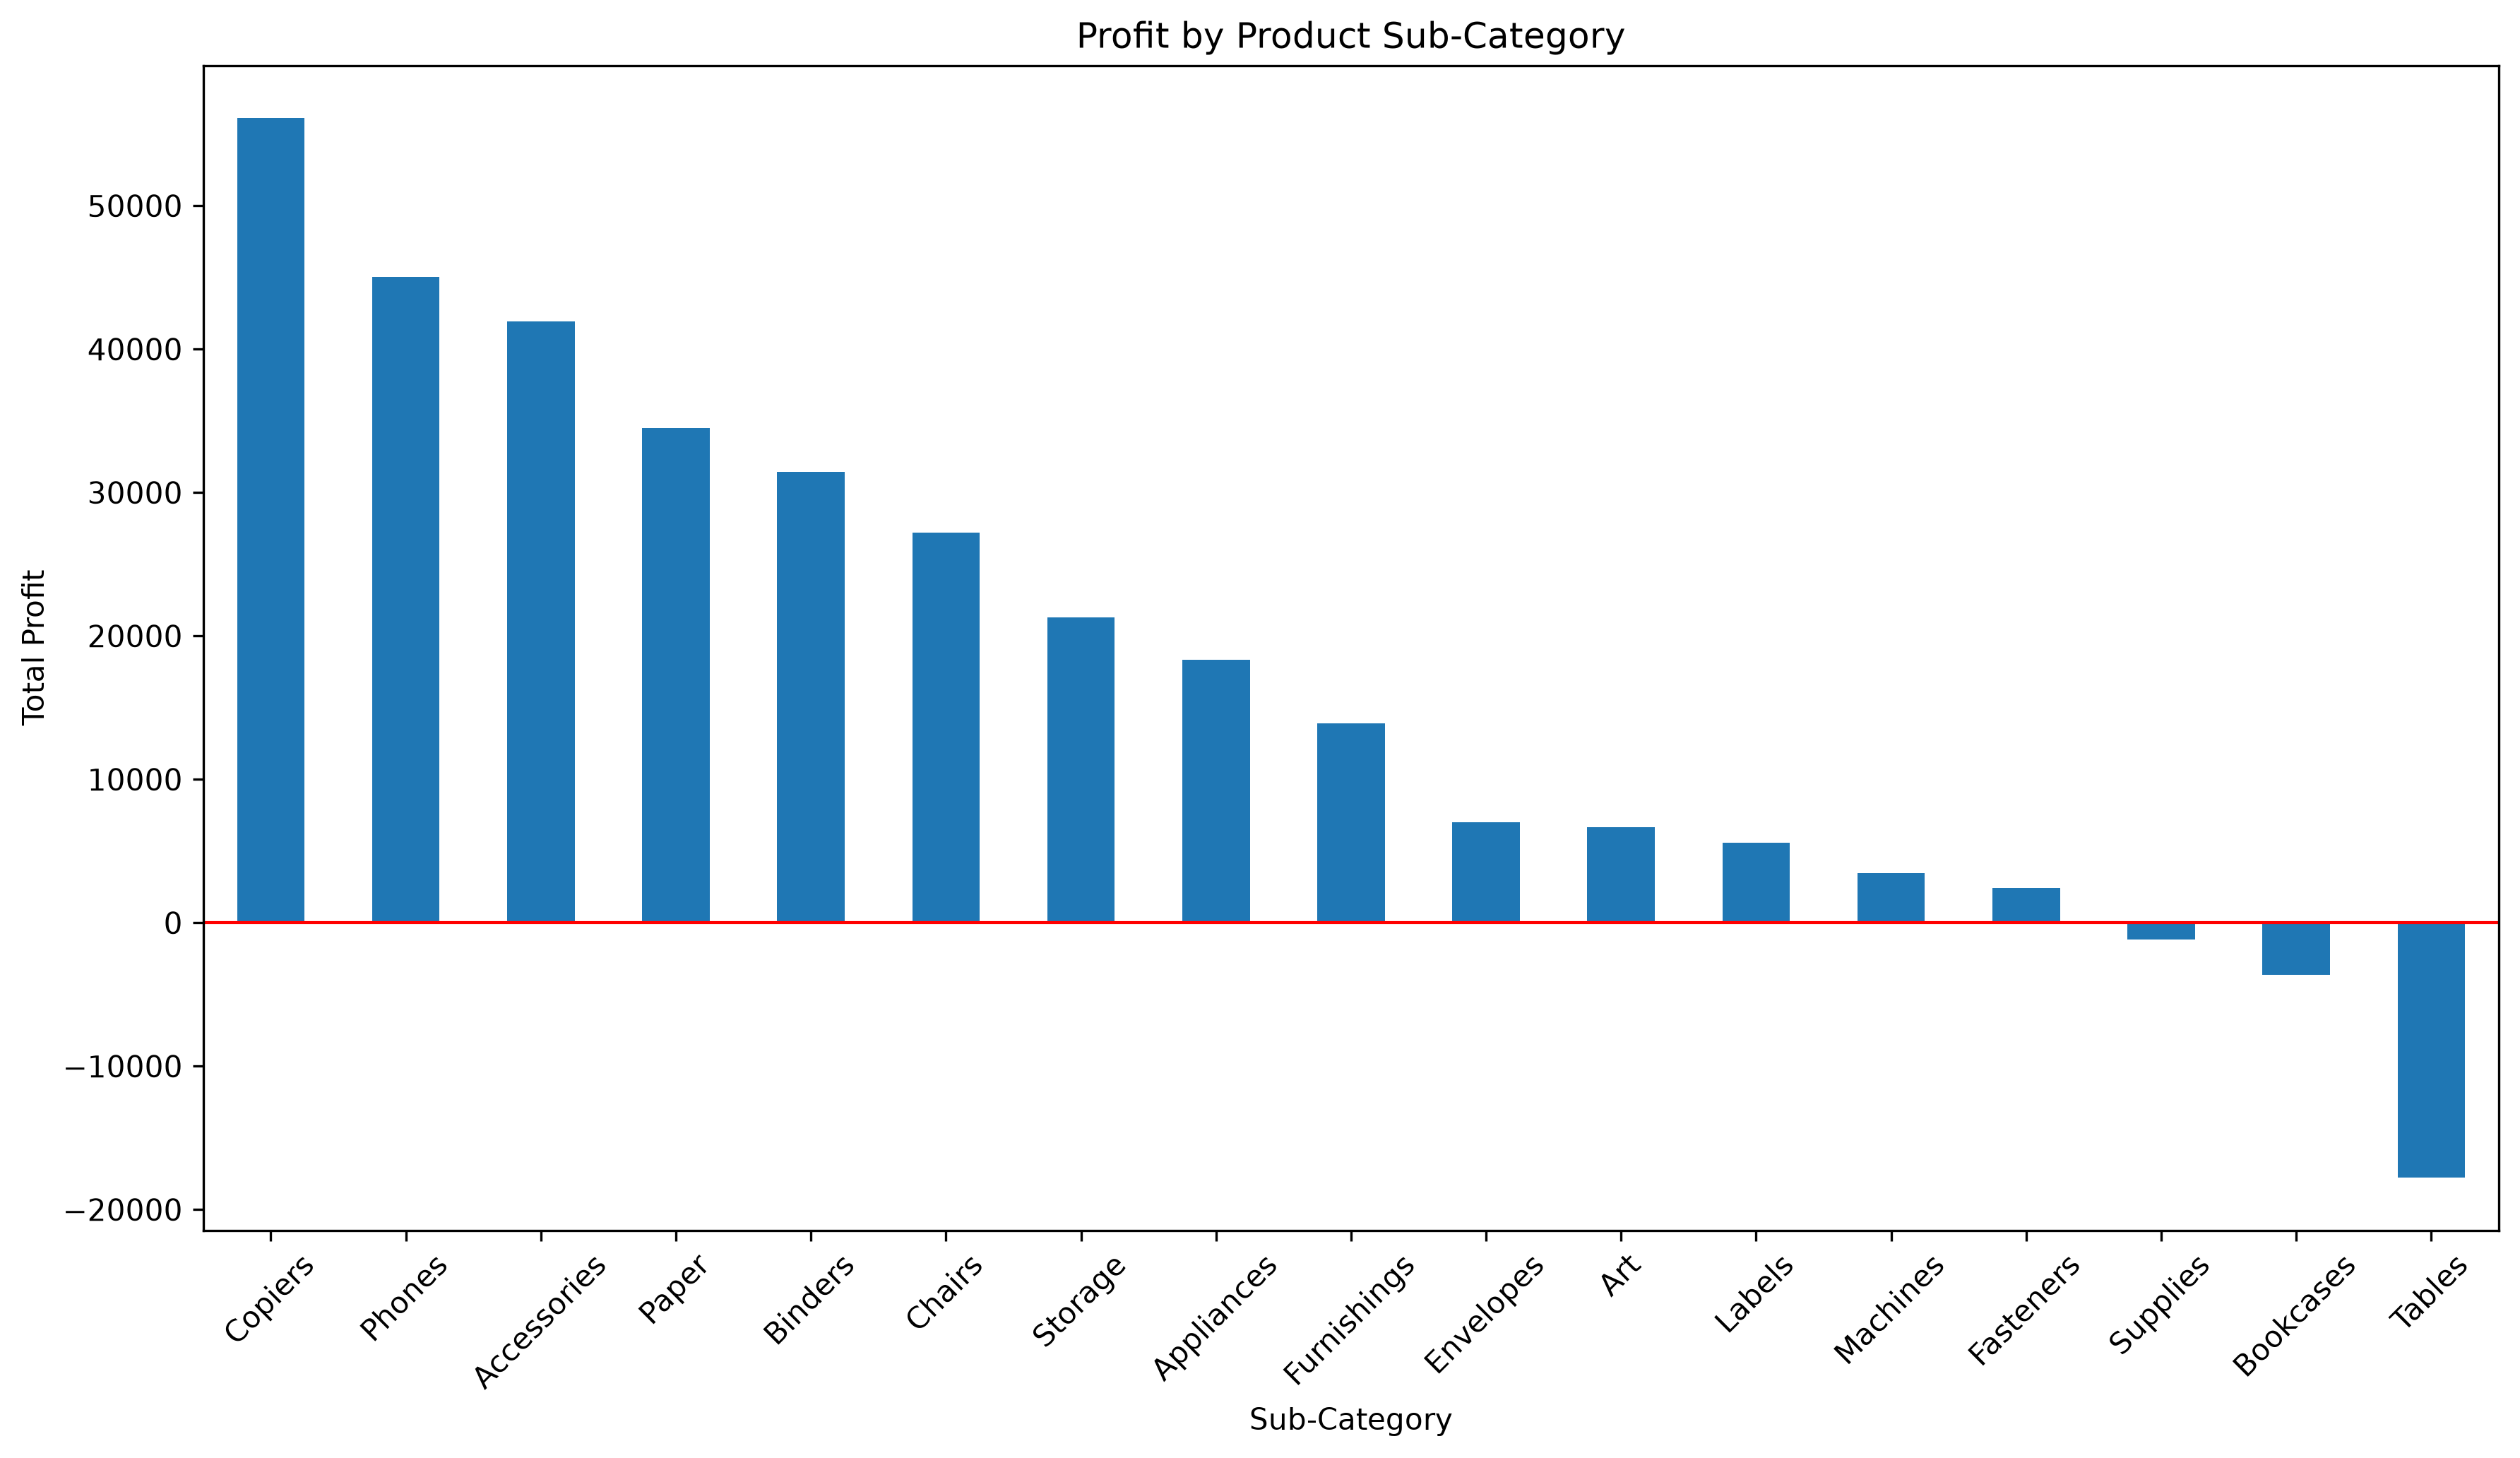 Profit by Product Sub-Category
Total Profit
50000
40000
30000
20000
10000
0
−10000
−20000
Copiers
Phones
Accessories
Paper
Binders
Chairs
Storage
Appliances
Furnishings
Envelopes
Art
Labels
Machines
Fasteners
Supplies
Bookcases
Tables
Sub-Category